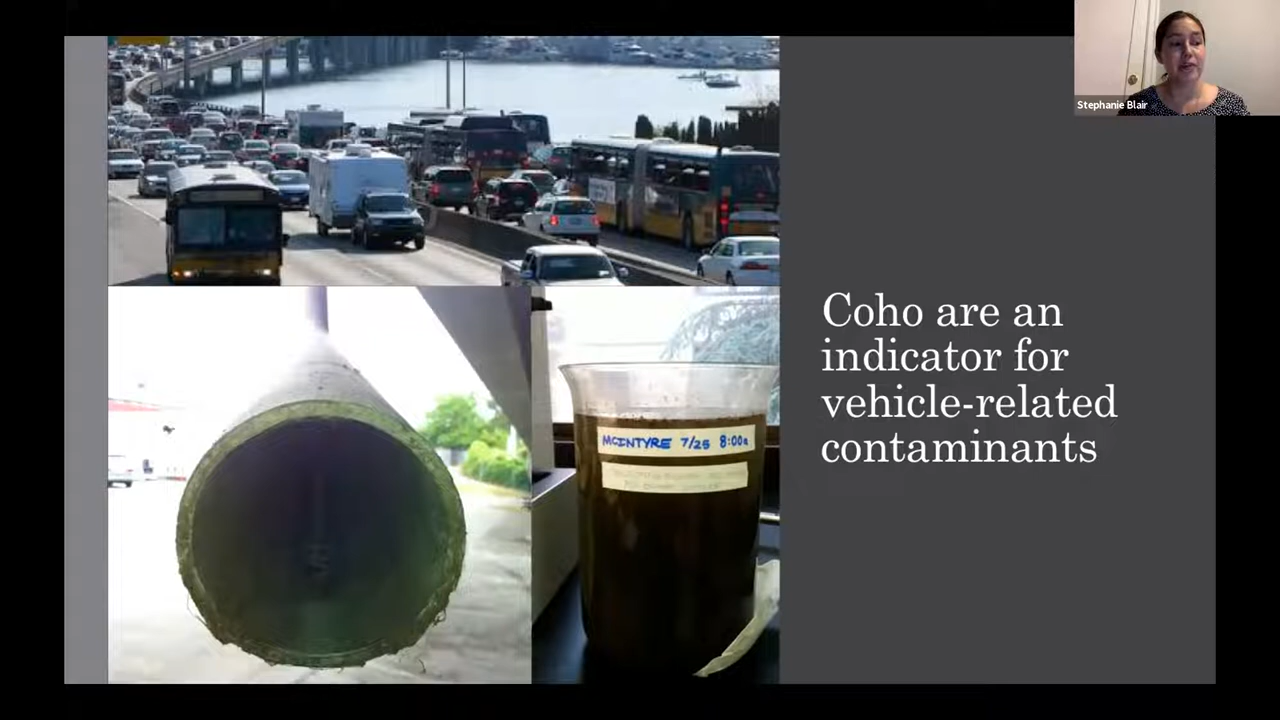 Stephanie Blair
Coho are an
indicator for
vehicle-related
contaminants
MCINTYRE 7/25 8:00a